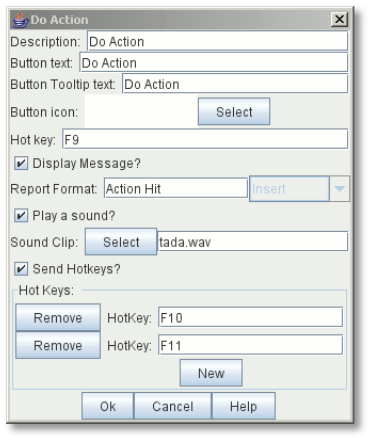 Do Action
Description: Do Action
Button text: Do Action
Button Tooltip text: Do Action
Button icon: Select
Hot key: F9
Display Message?
Report Format: Action Hit Insert
Play a sound?
Sound Clip: Select tada.wav
Send Hotkeys?
Hot Keys:
Remove HotKey: F10
Remove HotKey: F11
New
Ok Cancel Help